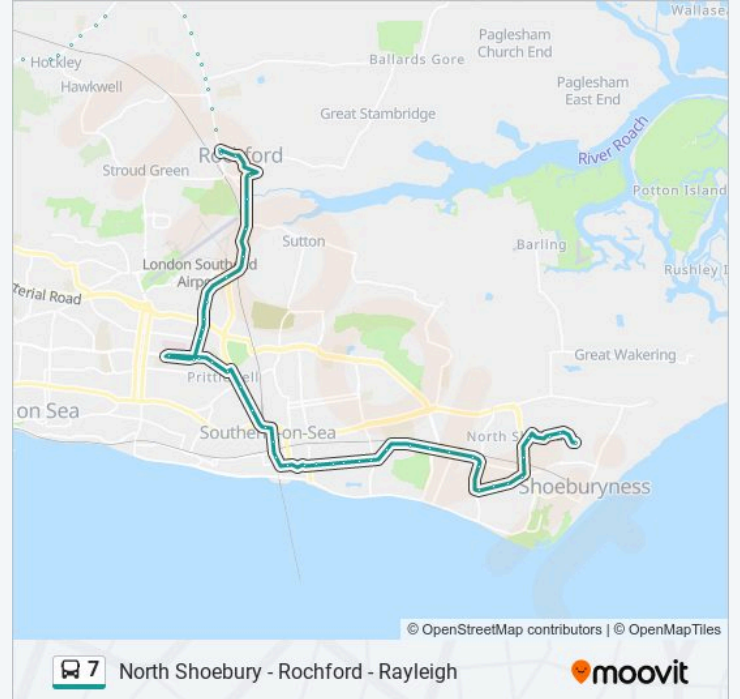 Wallase
Paglesham
Church End
Hockley
Ballards Gore
Hawkwell
Paglesham
East End
Great Stambridge
River Roach
Rochford
Stroud Green
Potton Island
Sutton
Barling
London Southend
Airport
Rushley I
terial Road
Great Wakering
Prittlewell
on Sea
Southend-on-Sea
North S
Shoeburyness
© OpenStreetMap contributors | © OpenMapTiles
7 North Shoebury - Rochford - Rayleigh
moovit